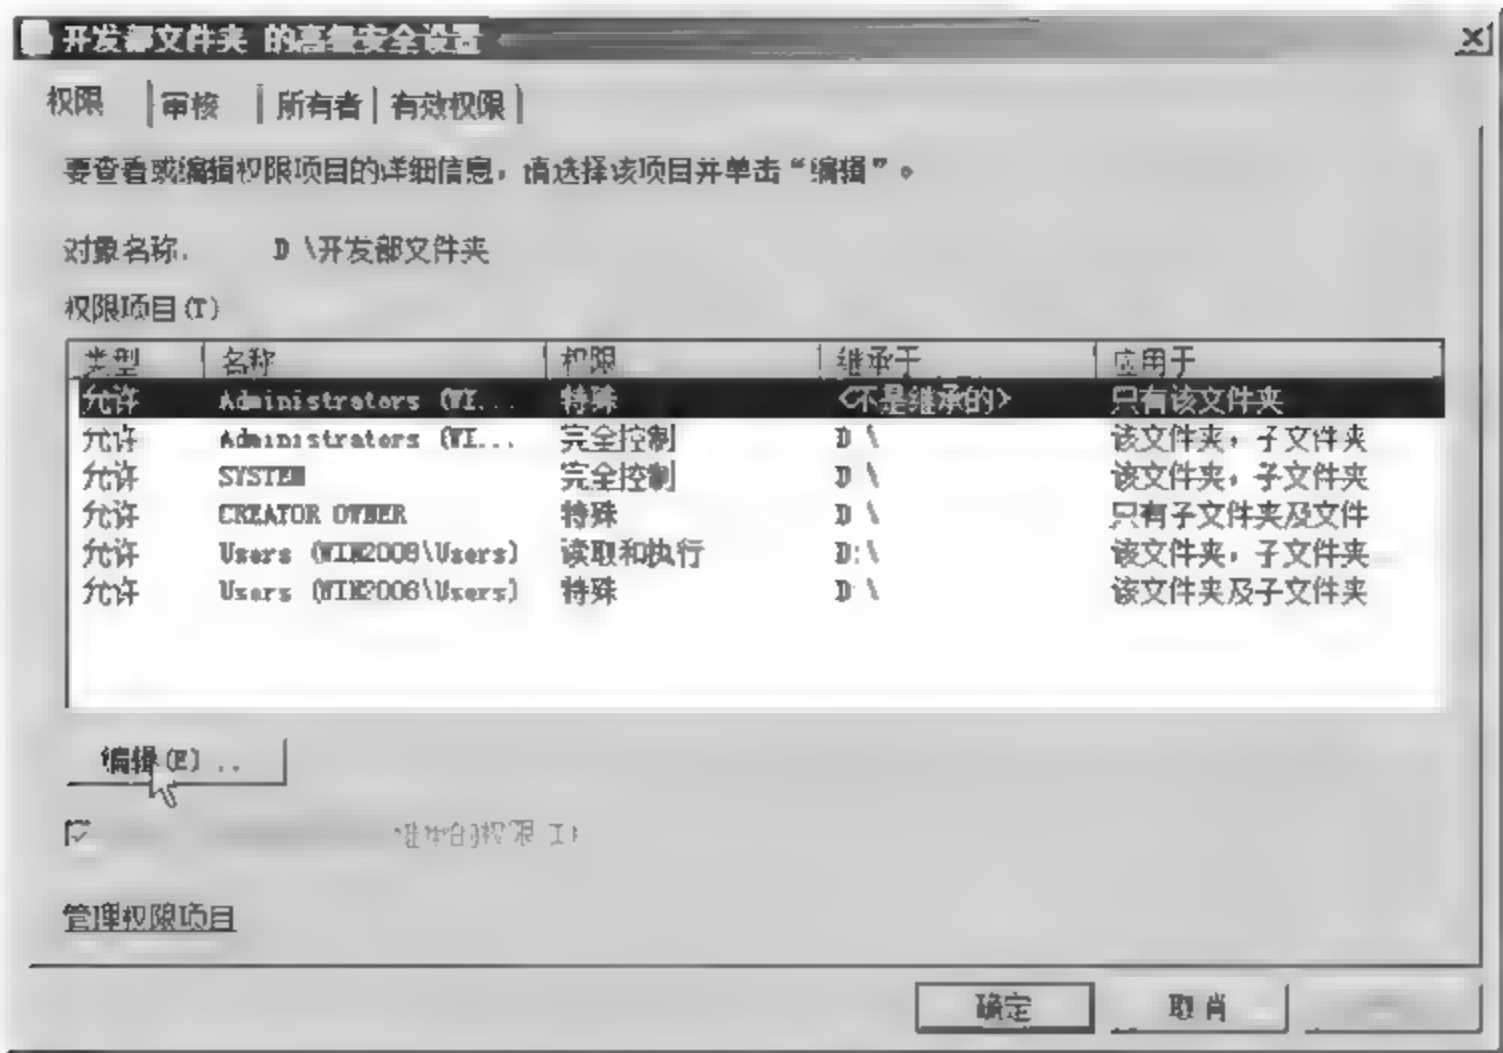 开发部文件夹 的高级安全设置
权限 审核 所有者 有效权限
要查看或编辑权限项目的详细信息，请选择该项目并单击“编辑”。
对象名称. D \开发部文件夹
权限项目(T)
类型 名称 权限 继承于 应用于
允许 Administrators (WI... 特殊 <不是继承的> 只有该文件夹
允许 Administrators (WI... 完全控制 D \ 该文件夹，子文件夹
允许 SYSTEM 完全控制 D \ 该文件夹，子文件夹
允许 CREATOR OWNER 特殊 D \ 只有子文件夹及文件
允许 Users (WIN2008\Users) 读取和执行 D:\ 该文件夹，子文件夹
允许 Users (WIN2008\Users) 特殊 D \ 该文件夹及子文件夹
编辑(E) ..
继承的权限 I)
管理权限项目
确定 取消